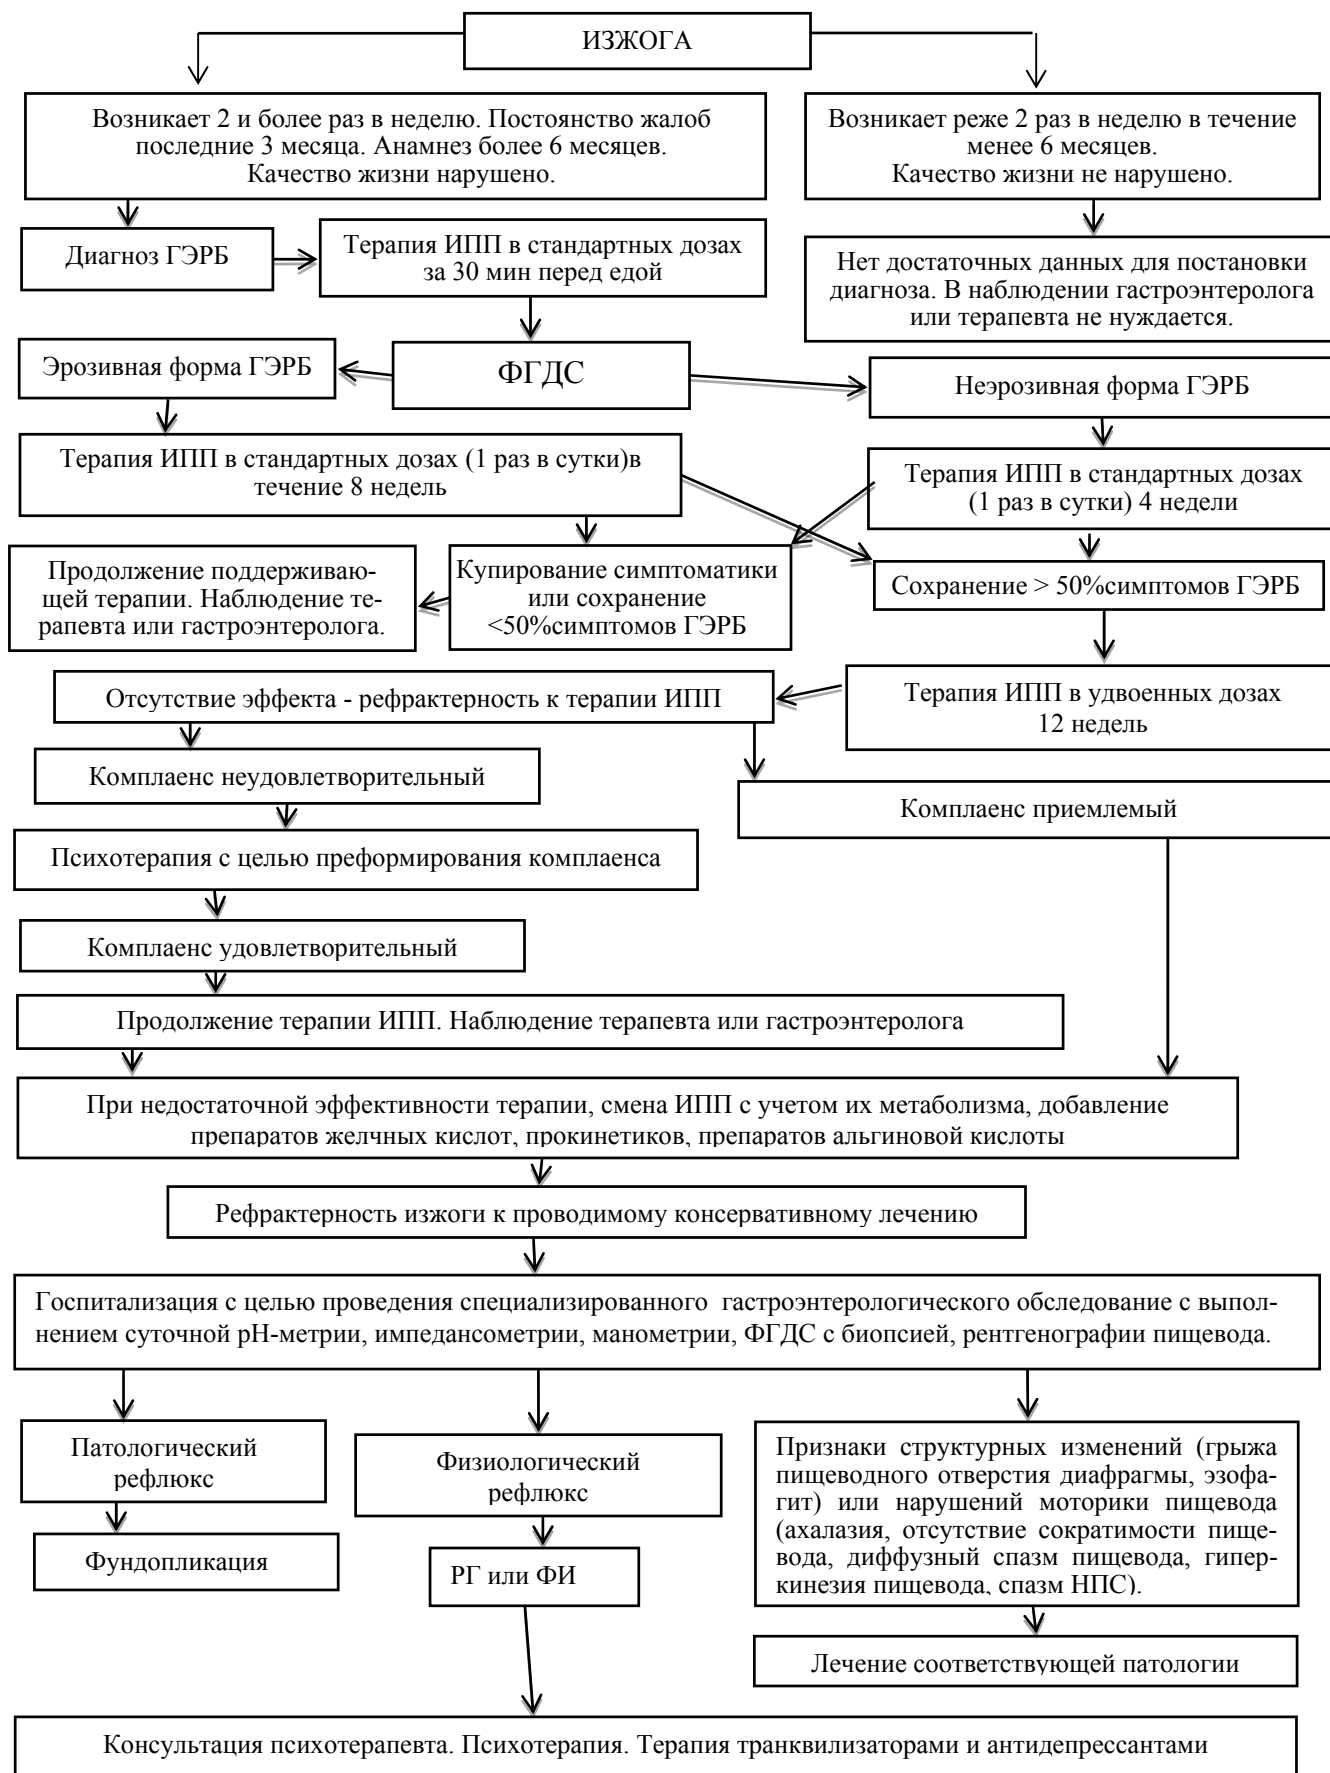 ИЗЖОГА
Возникает 2 и более раз в неделю. Постоянство жалоб
последние 3 месяца. Анамнез более 6 месяцев.
Качество жизни нарушено.
Возникает реже 2 раз в неделю в течение
менее 6 месяцев.
Качество жизни не нарушено.
Диагноз ГЭРБ
Терапия ИПП в стандартных дозах
за 30 мин перед едой
Нет достаточных данных для постановки
диагноза. В наблюдении гастроэнтеролога
или терапевта не нуждается.
Эрозивная форма ГЭРБ
ФГДС
Неэрозивная форма ГЭРБ
Терапия ИПП в стандартных дозах (1 раз в сутки)в
течение 8 недель
Терапия ИПП в стандартных дозах
(1 раз в сутки) 4 недели
Продолжение поддерживаю-
щей терапии. Наблюдение те-
рапевта или гастроэнтеролога.
Купирование симптоматики
или сохранение
<50%симптомов ГЭРБ
Сохранение > 50%симптомов ГЭРБ
Отсутствие эффекта - рефрактерность к терапии ИПП
Терапия ИПП в удвоенных дозах
12 недель
Комплаенс неудовлетворительный
Комплаенс приемлемый
Психотерапия с целью преформирования комплаенса
Комплаенс удовлетворительный
Продолжение терапии ИПП. Наблюдение терапевта или гастроэнтеролога
При недостаточной эффективности терапии, смена ИПП с учетом их метаболизма, добавление
препаратов желчных кислот, прокинетиков, препаратов альгиновой кислоты
Рефрактерность изжоги к проводимому консервативному лечению
Госпитализация с целью проведения специализированного гастроэнтерологического обследование с выпол-
нением суточной рН-метрии, импедансометрии, манометрии, ФГДС с биопсией, рентгенографии пищевода.
Патологический
рефлюкс
Физиологический
рефлюкс
Признаки структурных изменений (грыжа
пищеводного отверстия диафрагмы, эзофа-
гит) или нарушений моторики пищевода
(ахалазия, отсутствие сократимости пище-
вода, диффузный спазм пищевода, гипер-
кинезия пищевода, спазм НПС).
Фундопликация
РГ или ФИ
Лечение соответствующей патологии
Консультация психотерапевта. Психотерапия. Терапия транквилизаторами и антидепрессантами